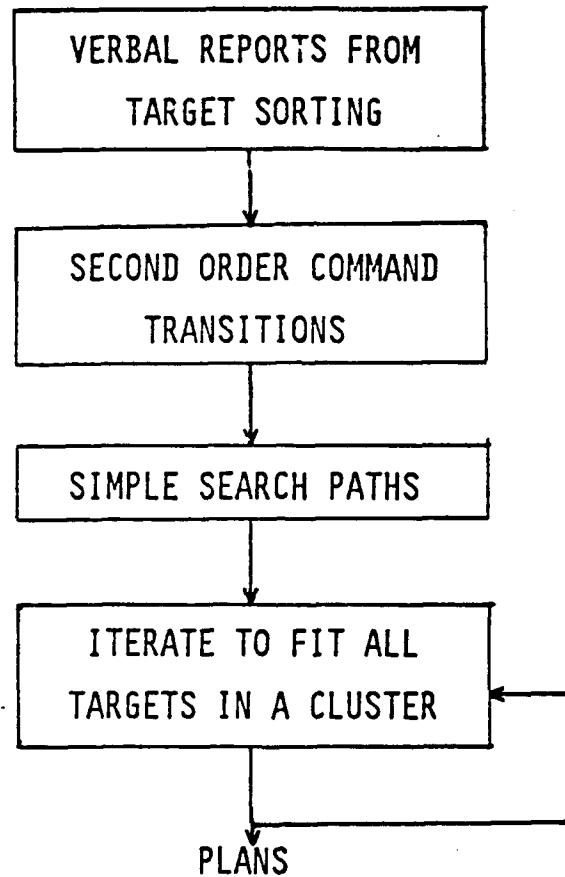 VERBAL REPORTS FROM
TARGET SORTING
SECOND ORDER COMMAND
TRANSITIONS
SIMPLE SEARCH PATHS
ITERATE TO FIT ALL
TARGETS IN A CLUSTER
PLANS